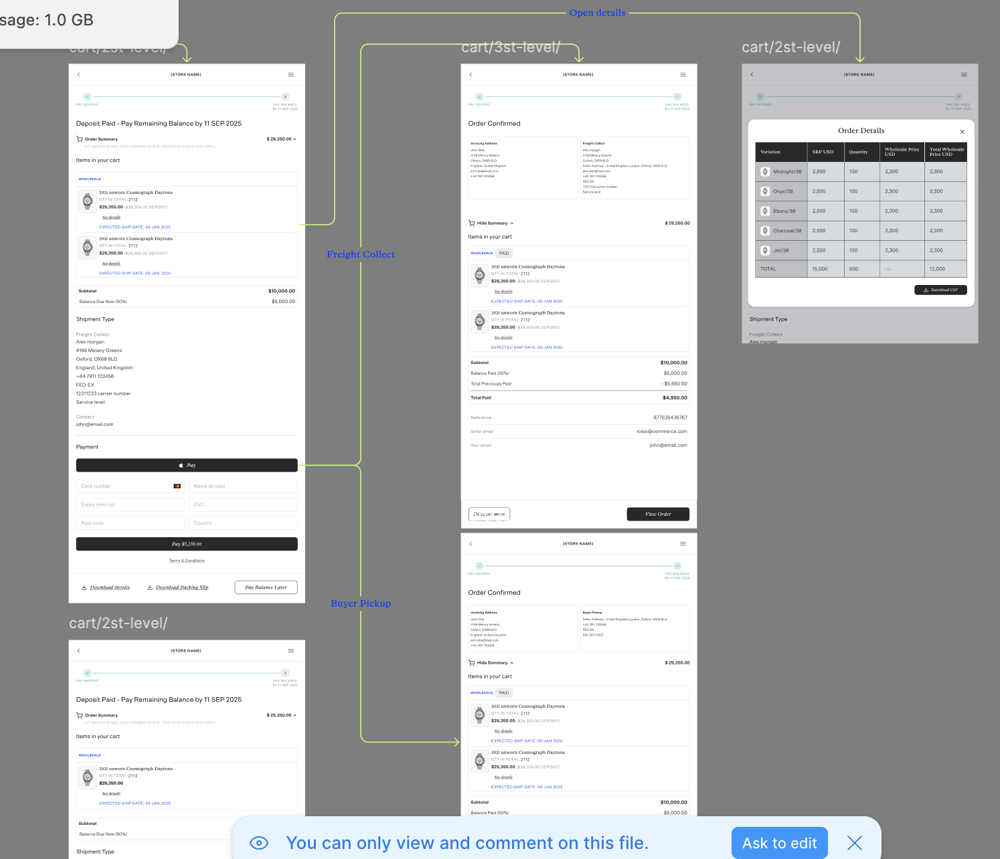 sage: 1.0 GB
Open details
cart/2st-level/
cart/3st-level/
cart/2st-level/
[STORE NAME]
PAY DEPOSIT
3
PAY BALANCE
BY 11 SEP 2025
Deposit Paid - Pay Remaining Balance by 11 SEP 2025
Order Summary
$ 29,350.00
ESTIMATED IN USD. FINAL PAYMENT IN EUR; YOUR BANK'S RATE MAY APPLY.
Items in your cart
WHOLESALE
2021 unworn Cosmograph Daytona
QTY IN TOTAL: 2112
$29,350.00 ($29,350.00 DEPOSIT)
See details
EXPECTED SHIP DATE: 08 JAN 2025
2021 unworn Cosmograph Daytona
QTY IN TOTAL: 2112
$29,350.00 ($29,350.00 DEPOSIT)
See details
EXPECTED SHIP DATE: 08 JAN 2025
Subtotal
$10,000.00
Balance Due Now (50%)
$5,000.00
Shipment Type
Freight Collect
Alex morgan
4158 Melany Greens
Oxford, OX68 6LG
England, United Kingdom
+44 7911 123456
FED-EX
12311233 carrier number
Service level
Contact
john@email.com
Payment
Pay
Card number
Name on card
Expiry (mm/yy)
CVC
Post code
Country
Pay $5,250.00
Terms & Conditions
Download invoice
Download Packing Slip
Pay Balance Later
Freight Collect
Buyer Pickup
[STORE NAME]
PAY DEPOSIT
PAY BALANCE
BY 11 SEP 2025
Order Confirmed
Invoicing Address
John Doe
4158 Melany Greens
Oxford, OX68 6LG
England, United Kingdom
john.doe@mail.com
+44 7911 123456
Freight Collect
Alex morgan
4158 Melany Greens
Oxford, OX68 6LG
Seller Address: United Kingdom,London, Oxford, OX68 6LG
john.doe@mail.com
+44 7911 123456
FED-EX
12311233 carrier number
Service level
Hide Summary
$ 29,350.00
Items in your cart
WHOLESALE
PAID
2021 unworn Cosmograph Daytona
QTY IN TOTAL: 2112
$29,350.00 ($29,350.00 DEPOSIT)
See details
EXPECTED SHIP DATE: 08 JAN 2025
2021 unworn Cosmograph Daytona
QTY IN TOTAL: 2112
$29,350.00 ($29,350.00 DEPOSIT)
See details
EXPECTED SHIP DATE: 08 JAN 2025
Subtotal
$10,000.00
Balance Paid (50%)
$5,000.00
Total Previously Paid
- $5,550.00
Total Paid
$4,950.00
Reference
877535436767
Seller email
rolex@commerce.com
Your email
john@email.com
Discover more
View Order
[STORE NAME]
PAY DEPOSIT
3
PAY BALANCE
BY 11 SEP 2025
Order Details
Variation
SRP USD
Quantity
Wholesale Price USD
Total Wholesale Price USD
Midnight/38 2,500 100 2,300 2,300
Onyx/38 2,500 100 2,300 2,300
Ebony/38 2,500 100 2,300 2,300
Charcoal/38 2,500 100 2,300 2,300
Jet/38 2,500 100 2,300 2,300
TOTAL 15,000 500 --- 12,000
Download CSV
Shipment Type
Freight Collect
Alex morgan
cart/2st-level/
[STORE NAME]
PAY DEPOSIT
3
PAY BALANCE
BY 11 SEP 2025
Deposit Paid - Pay Remaining Balance by 11 SEP 2025
Order Summary
$ 29,350.00
ESTIMATED IN USD. FINAL PAYMENT IN EUR; YOUR BANK'S RATE MAY APPLY.
Items in your cart
WHOLESALE
2021 unworn Cosmograph Daytona
QTY IN TOTAL: 2112
$29,350.00
See details
EXPECTED SHIP DATE: 08 JAN 2025
Subtotal
Balance Due Now (50%)
Shipment Type
[STORE NAME]
PAY DEPOSIT
PAY BALANCE
BY 11 SEP 2025
Order Confirmed
Invoicing Address
John Doe
4158 Melany Greens
Oxford, OX68 6LG
England, United Kingdom
john.doe@mail.com
+44 7911 123456
Buyer Pickup
Seller Address: United Kingdom,London, Oxford, OX68 6LG
+44 7911 123456
FED-EX
020 3321 4532
Hide Summary
$ 29,350.00
Items in your cart
WHOLESALE
PAID
2021 unworn Cosmograph Daytona
QTY IN TOTAL: 2112
$29,350.00 ($29,350.00 DEPOSIT)
See details
EXPECTED SHIP DATE: 08 JAN 2025
2021 unworn Cosmograph Daytona
QTY IN TOTAL: 2112
$29,350.00 ($29,350.00 DEPOSIT)
See details
EXPECTED SHIP DATE: 08 JAN 2025
Subtotal
$10,000.00
Balance Paid (50%)
$5,000.00
You can only view and comment on this file.
Ask to edit